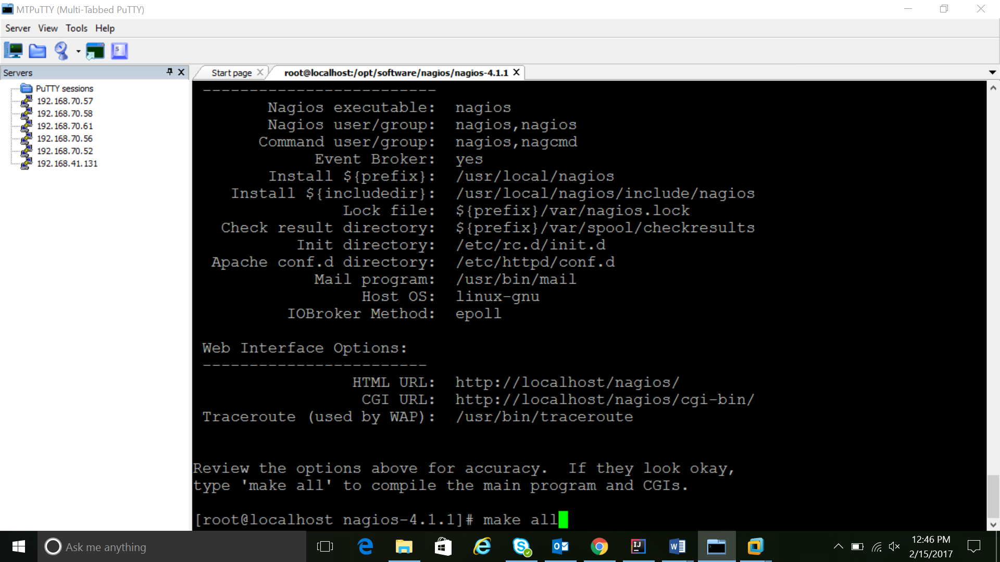 MTPuTTY (Multi-Tabbed PuTTY)
Server View Tools Help
Servers
PuTTY sessions
192.168.70.57
192.168.70.58
192.168.70.61
192.168.70.56
192.168.70.52
192.168.41.131
Start page
root@localhost:/opt/software/nagios/nagios-4.1.1
-------------------------
Nagios executable: nagios
Nagios user/group: nagios,nagios
Command user/group: nagios,nagcmd
Event Broker: yes
Install ${prefix}: /usr/local/nagios
Install ${includedir}: /usr/local/nagios/include/nagios
Lock file: ${prefix}/var/nagios.lock
Check result directory: ${prefix}/var/spool/checkresults
Init directory: /etc/rc.d/init.d
Apache conf.d directory: /etc/httpd/conf.d
Mail program: /usr/bin/mail
Host OS: linux-gnu
IOBroker Method: epoll
Web Interface Options:
------------------------
HTML URL: http://localhost/nagios/
CGI URL: http://localhost/nagios/cgi-bin/
Traceroute (used by WAP): /usr/bin/traceroute
Review the options above for accuracy. If they look okay,
type 'make all' to compile the main program and CGIs.
[root@localhost nagios-4.1.1]# make all
Ask me anything
12:46 PM
2/15/2017